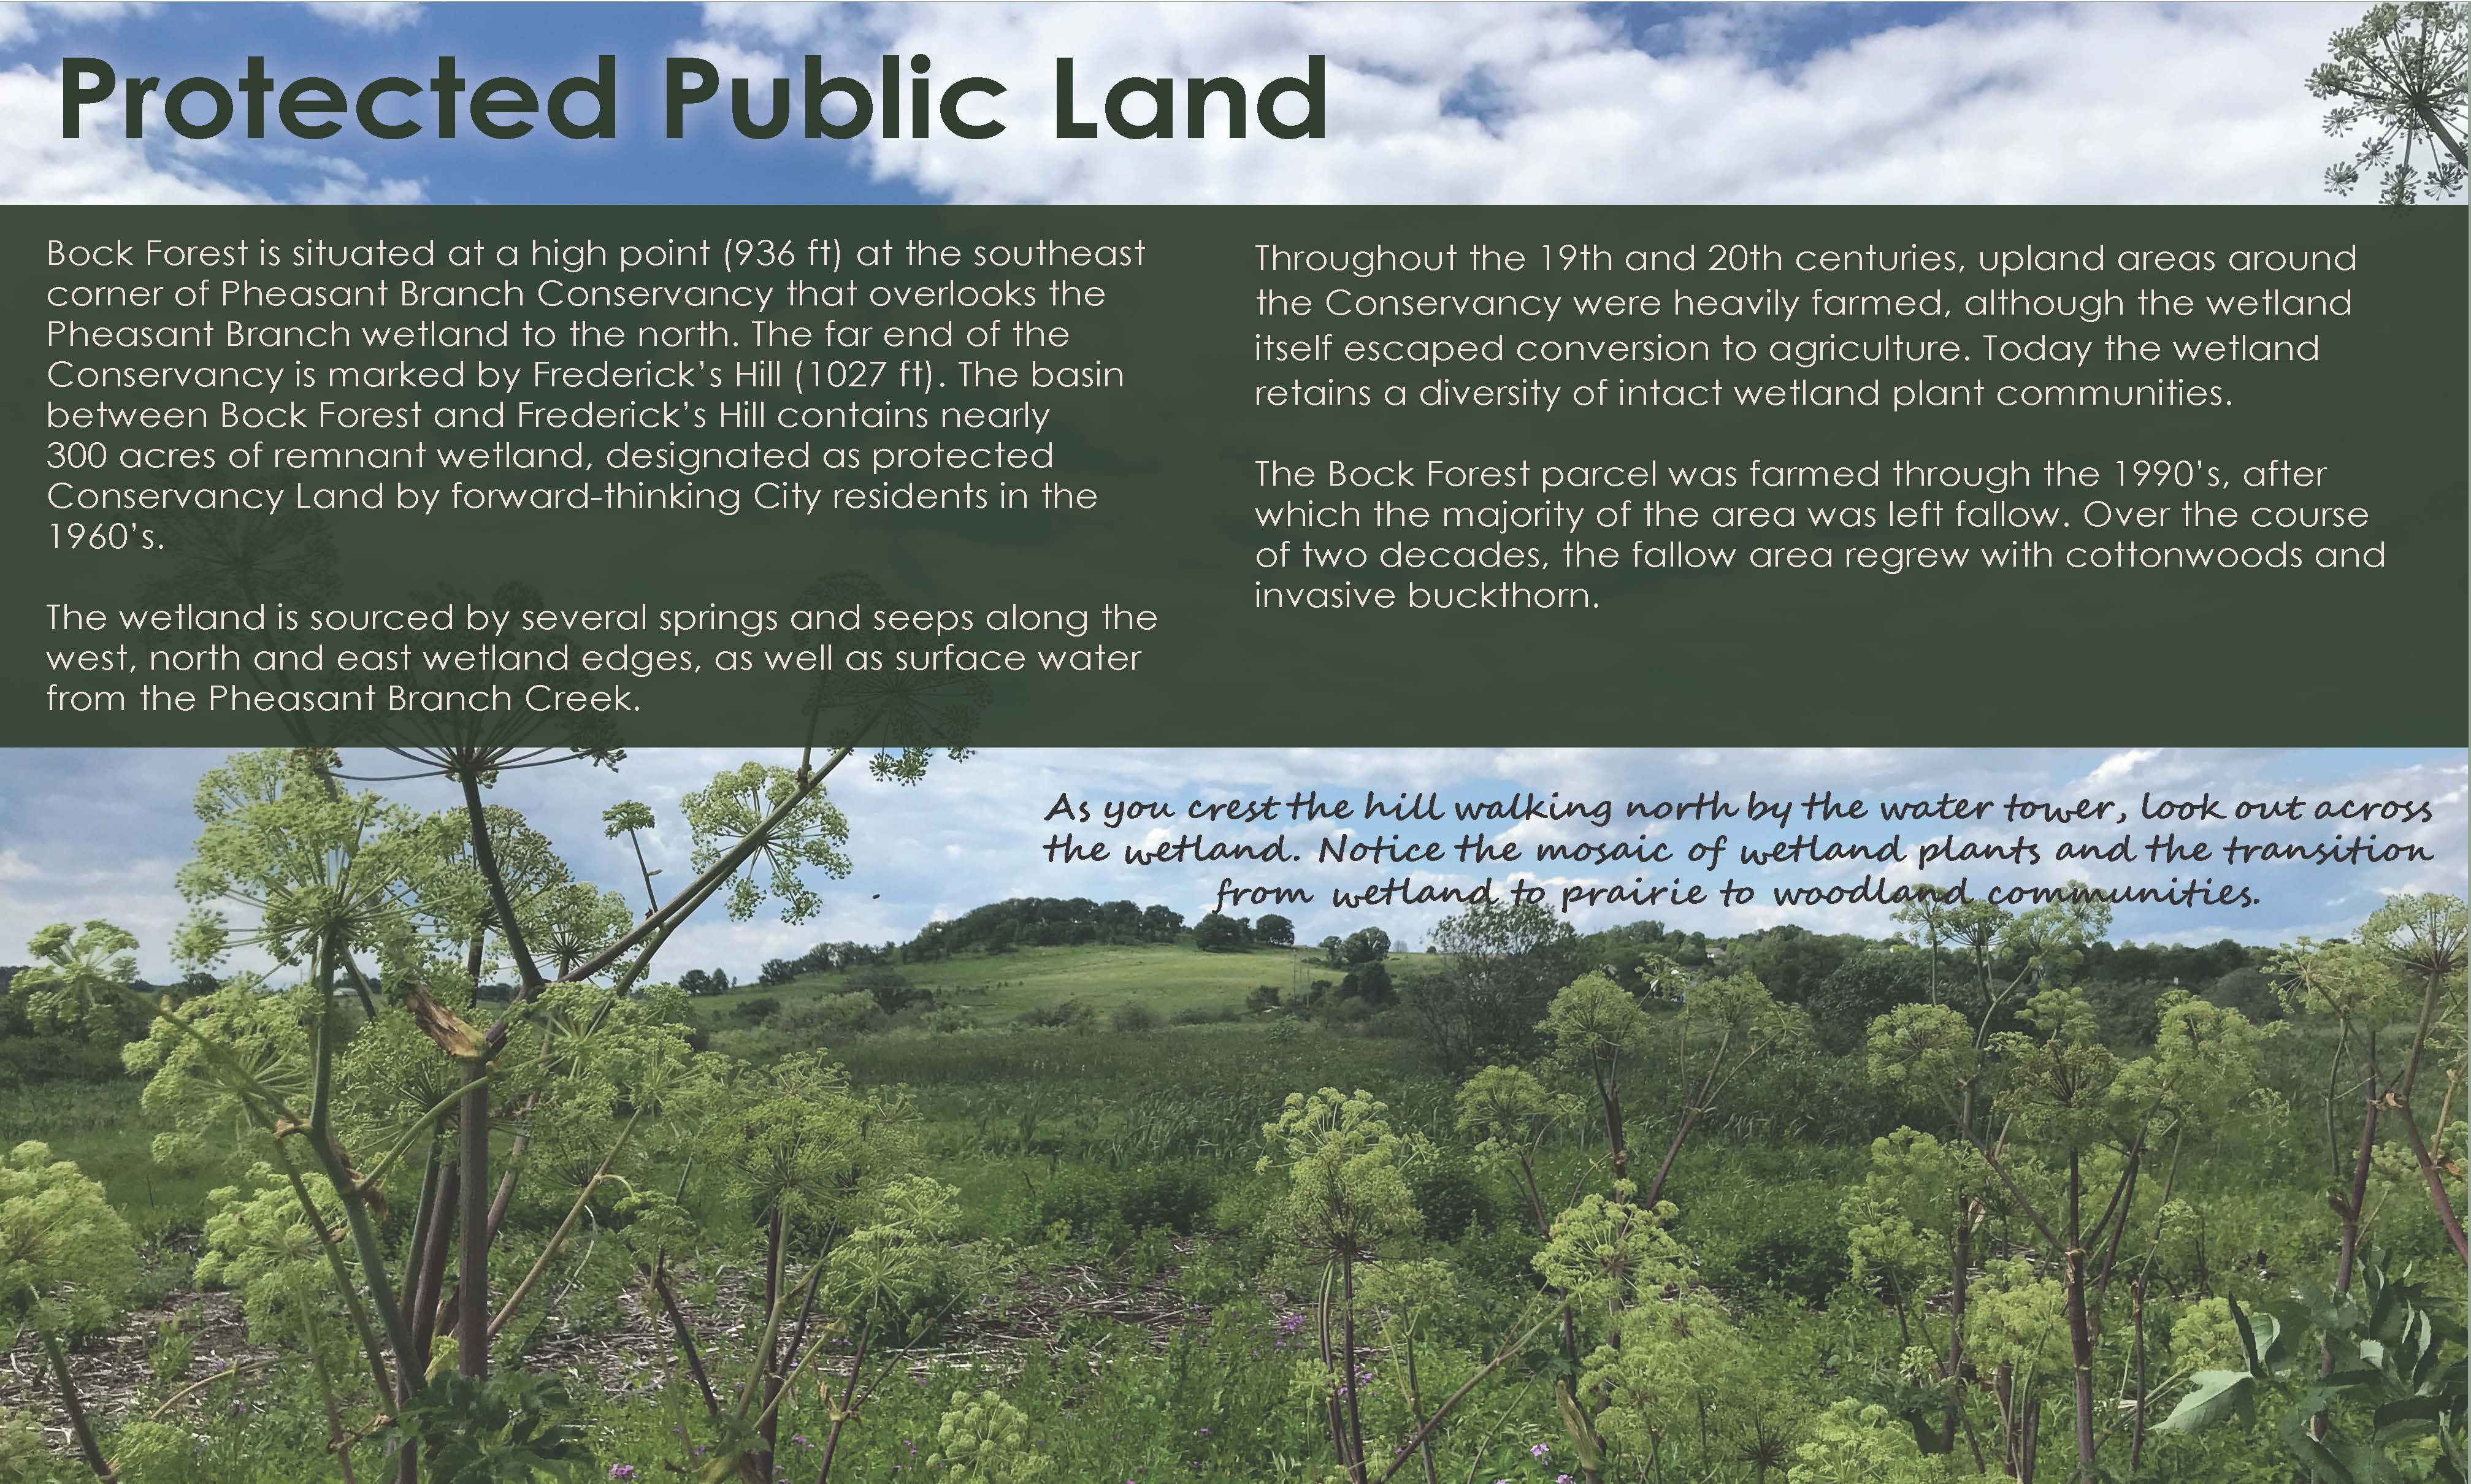 Protected Public Land
Bock Forest is situated at a high point (936 ft) at the southeast
corner of Pheasant Branch Conservancy that overlooks the
Pheasant Branch wetland to the north. The far end of the
Conservancy is marked by Frederick’s Hill (1027 ft). The basin
between Bock Forest and Frederick’s Hill contains nearly
300 acres of remnant wetland, designated as protected
Conservancy Land by forward-thinking City residents in the
1960’s.
The wetland is sourced by several springs and seeps along the
west, north and east wetland edges, as well as surface water
from the Pheasant Branch Creek.
Throughout the 19th and 20th centuries, upland areas around
the Conservancy were heavily farmed, although the wetland
itself escaped conversion to agriculture. Today the wetland
retains a diversity of intact wetland plant communities.
The Bock Forest parcel was farmed through the 1990’s, after
which the majority of the area was left fallow. Over the course
of two decades, the fallow area regrew with cottonwoods and
invasive buckthorn.
As you crest the hill walking north by the water tower, look out across
the wetland. Notice the mosaic of wetland plants and the transition
from wetland to prairie to woodland communities.